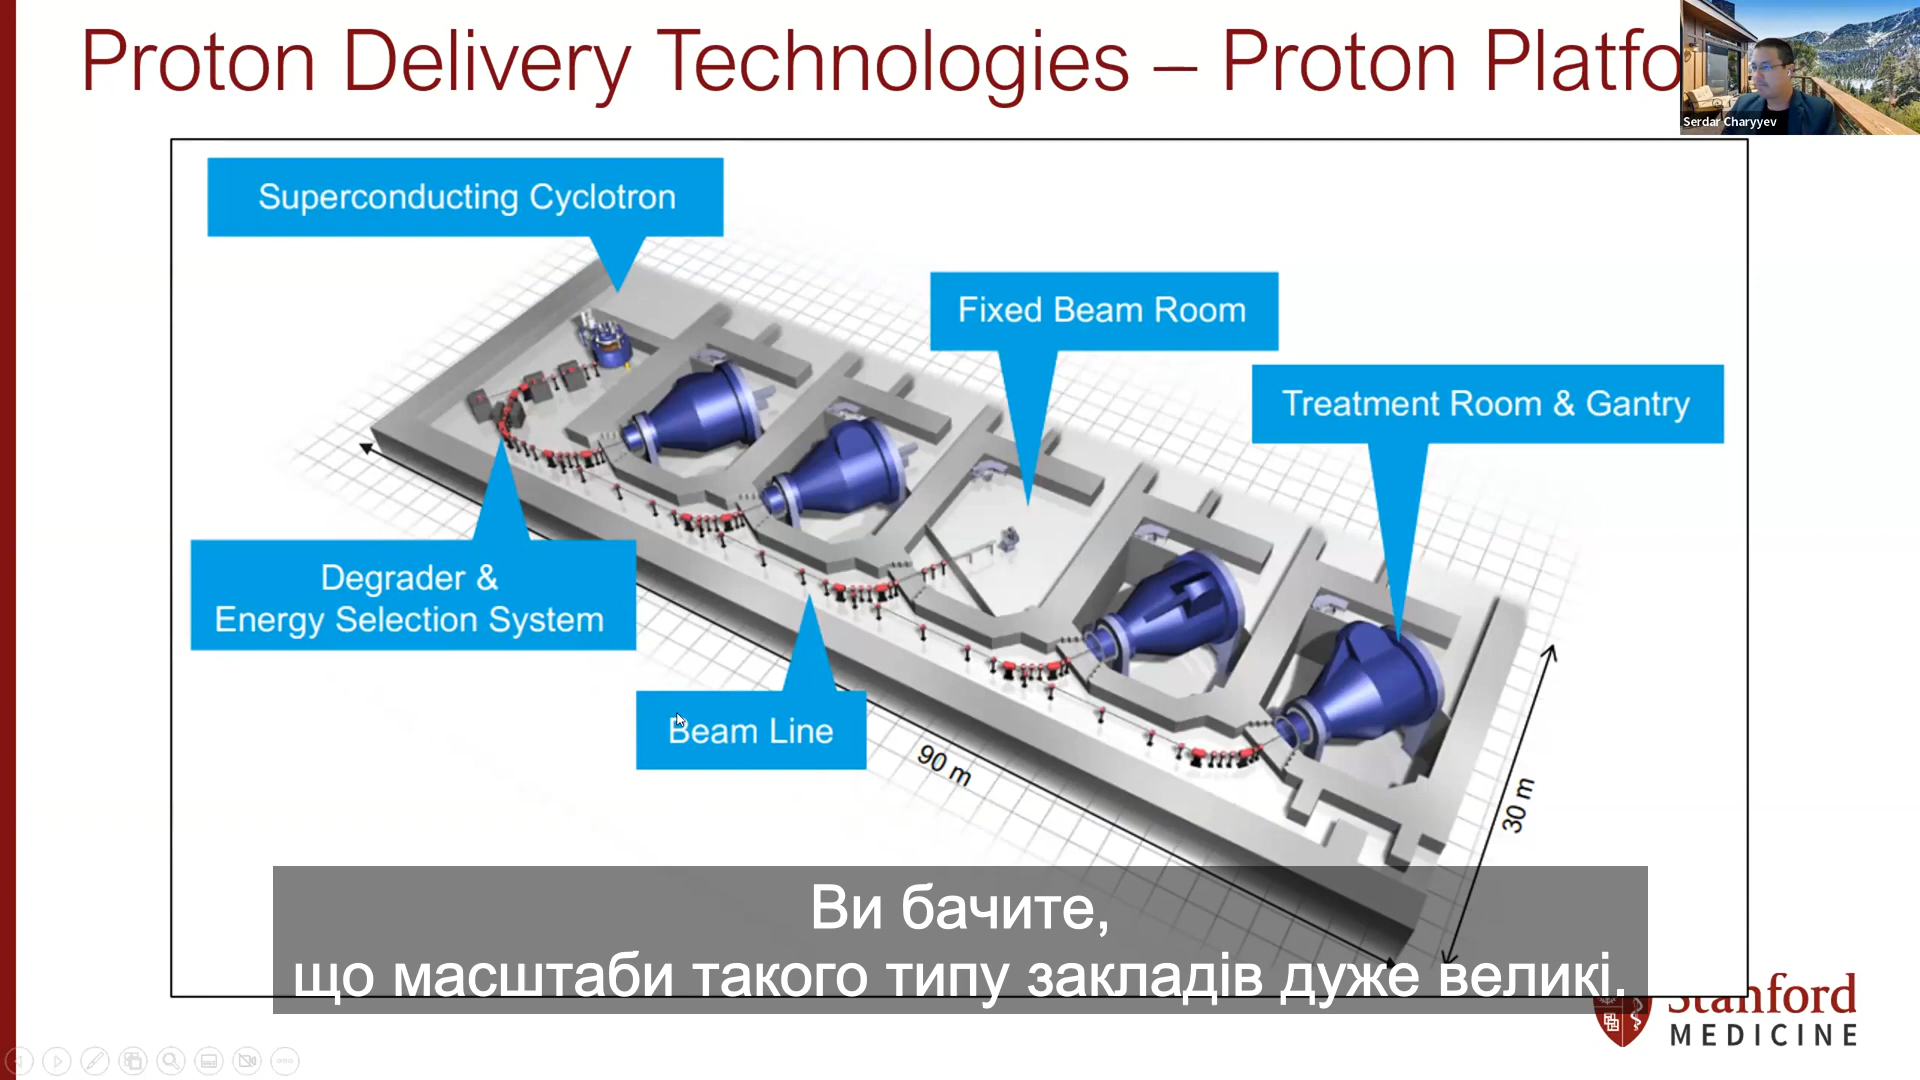 Proton Delivery Technologies – Proton Platfo
Serdar Charyyev
Superconducting Cyclotron
Fixed Beam Room
Treatment Room & Gantry
Degrader &
Energy Selection System
Beam Line
90 m
30 m
Ви бачите,
що масштаби такого типу закладів дуже великі.
Stanford
MEDICINE